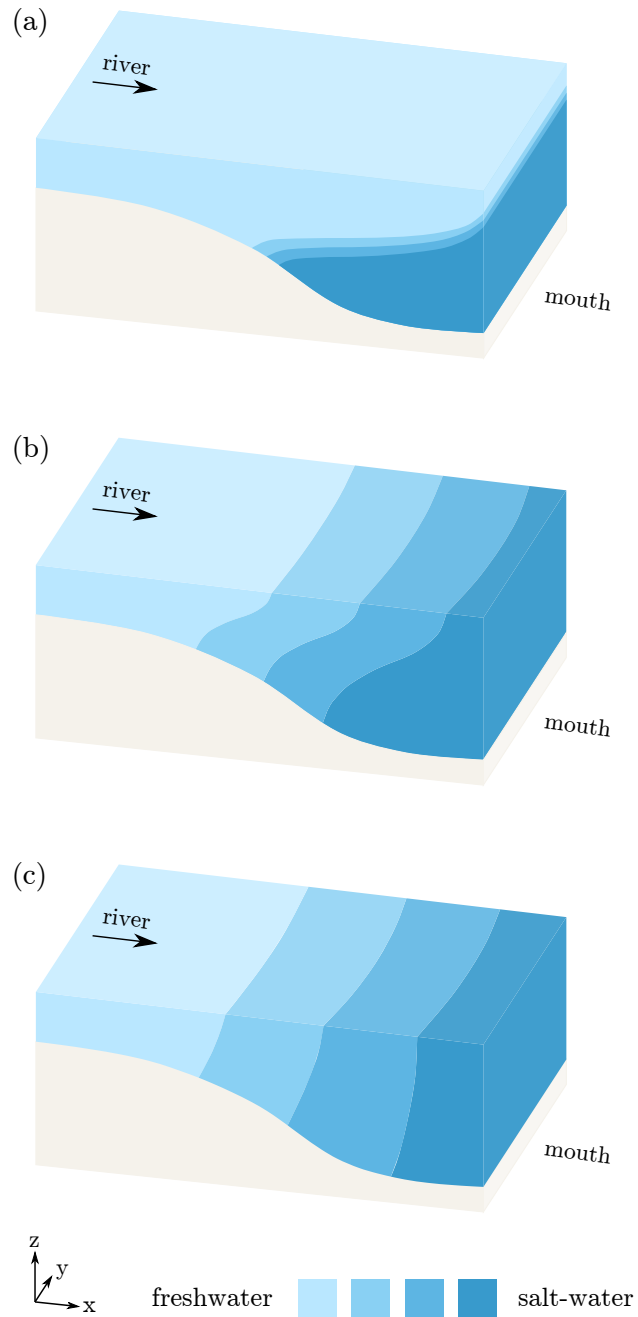 (a)
river
mouth
(b)
river
mouth
(c)
river
mouth
z
y
x
freshwater
salt-water